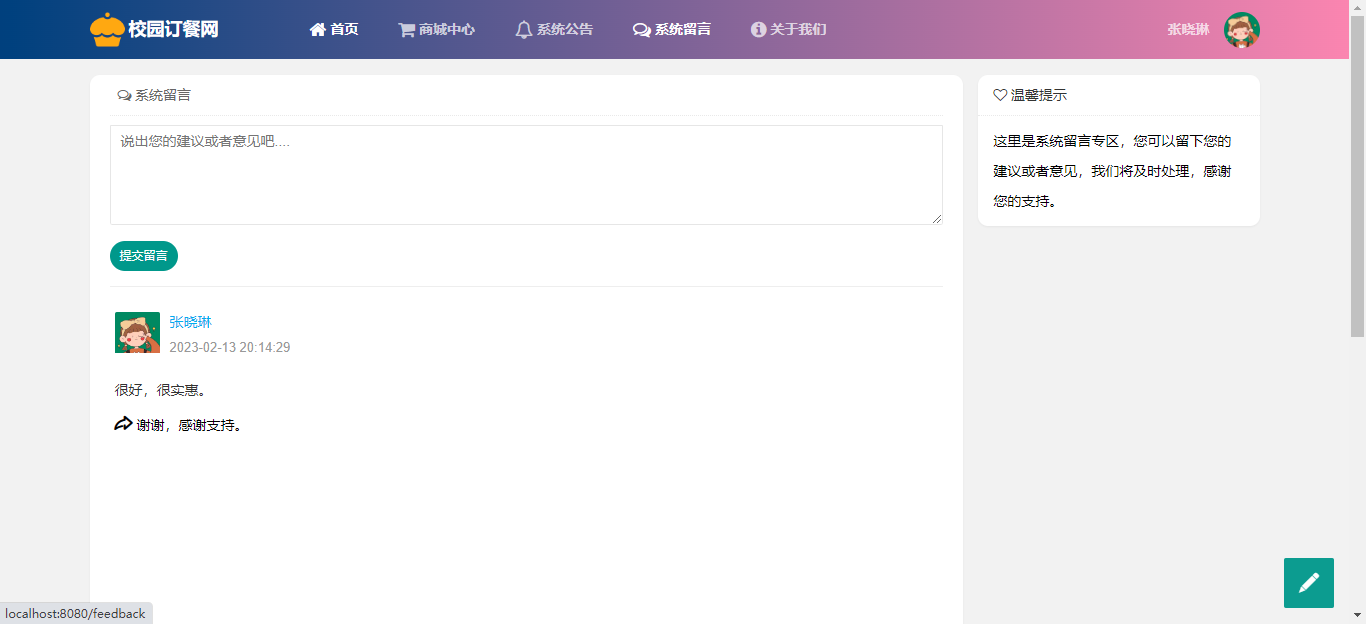 校园订餐网
首页
商城中心
系统公告
系统留言
关于我们
张晓琳
系统留言
说出您的建议或者意见吧....
提交留言
张晓琳
2023-02-13 20:14:29
很好，很实惠。
谢谢，感谢支持。
温馨提示
这里是系统留言专区，您可以留下您的
建议或者意见，我们将及时处理，感谢
您的支持。
localhost:8080/feedback